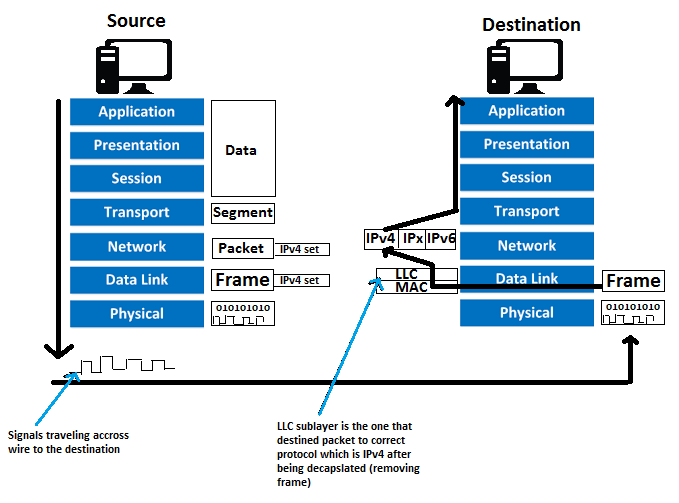 Source
Destination
Application
Presentation
Session
Transport
Network
Data Link
Physical
Data
Segment
Packet
IPv4 set
Frame
IPv4 set
010101010
Application
Presentation
Session
Transport
Network
Data Link
Physical
IPv4
IPx
IPv6
LLC
MAC
Frame
010101010
Signals traveling accross
wire to the destination
LLC sublayer is the one that
destined packet to correct
protocol which is IPv4 after
being decapslated (removing
frame)